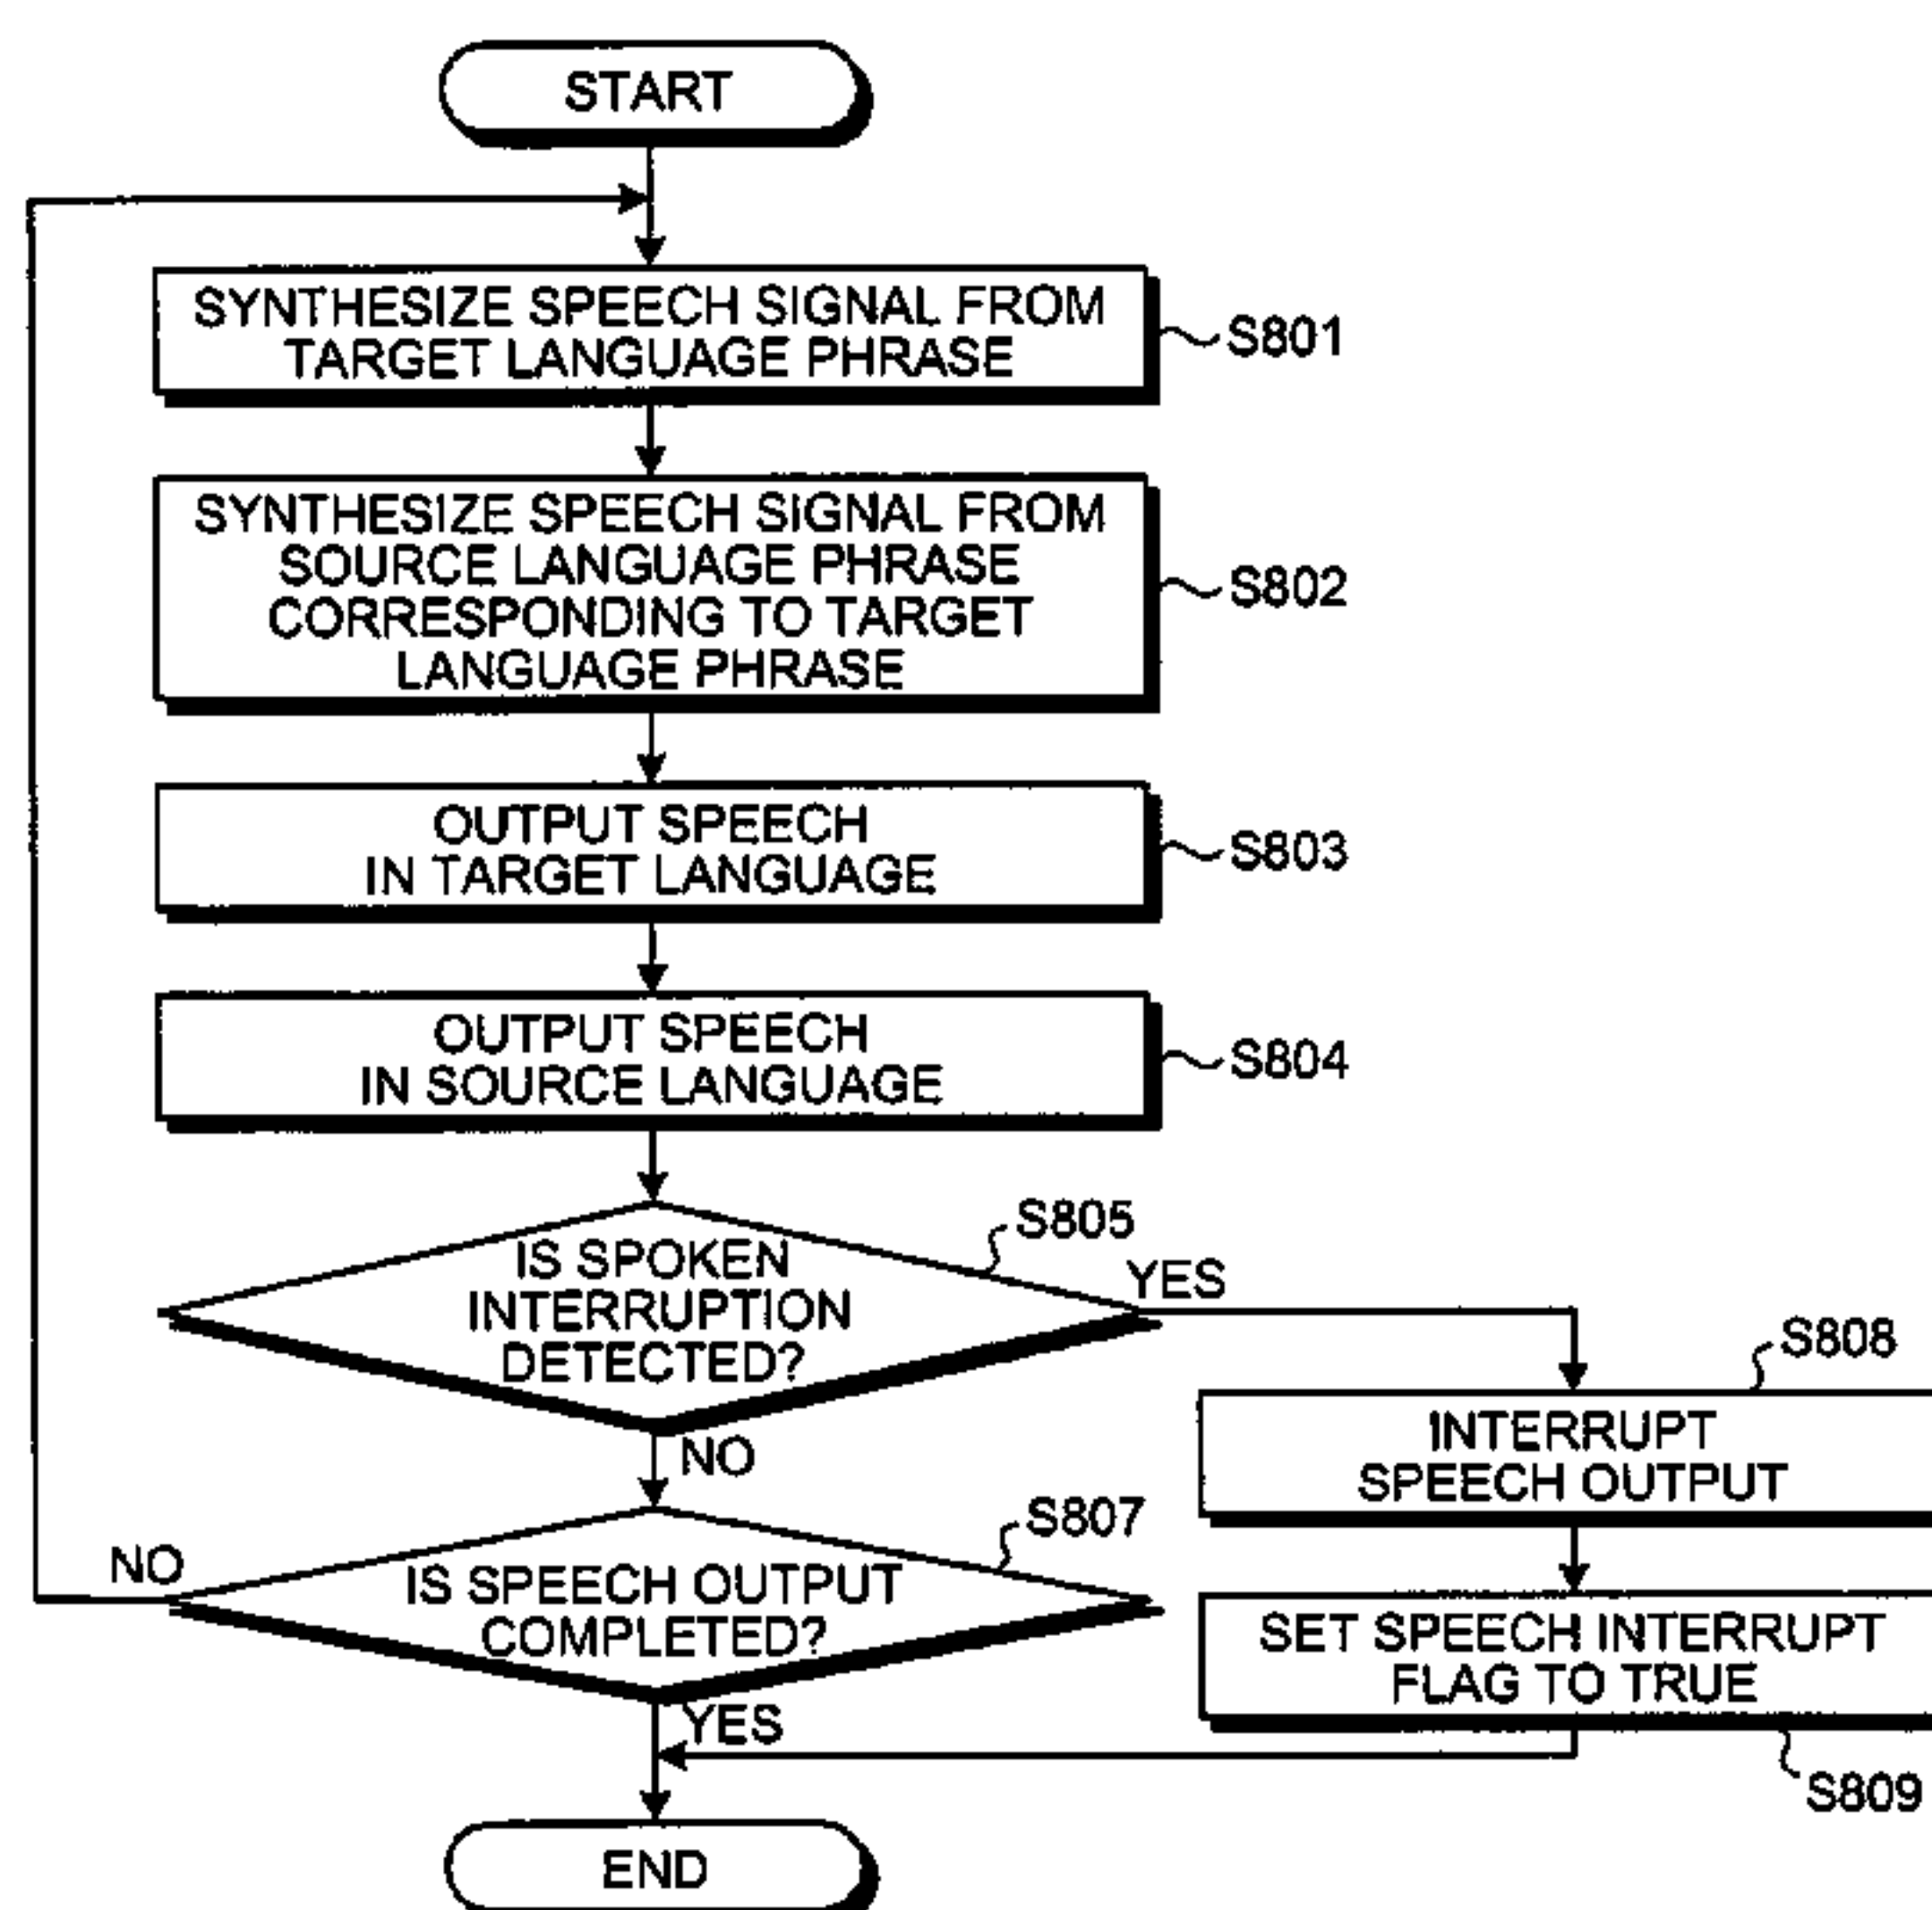 START
SYNTHESIZE SPEECH SIGNAL FROM
TARGET LANGUAGE PHRASE
S801
SYNTHESIZE SPEECH SIGNAL FROM
SOURCE LANGUAGE PHRASE
CORRESPONDING TO TARGET
LANGUAGE PHRASE
S802
OUTPUT SPEECH
IN TARGET LANGUAGE
S803
OUTPUT SPEECH
IN SOURCE LANGUAGE
S804
S805
IS SPOKEN
INTERRUPTION
DETECTED?
YES
NO
S808
INTERRUPT
SPEECH OUTPUT
S807
IS SPEECH OUTPUT
COMPLETED?
NO
YES
SET SPEECH INTERRUPT
FLAG TO TRUE
S809
END